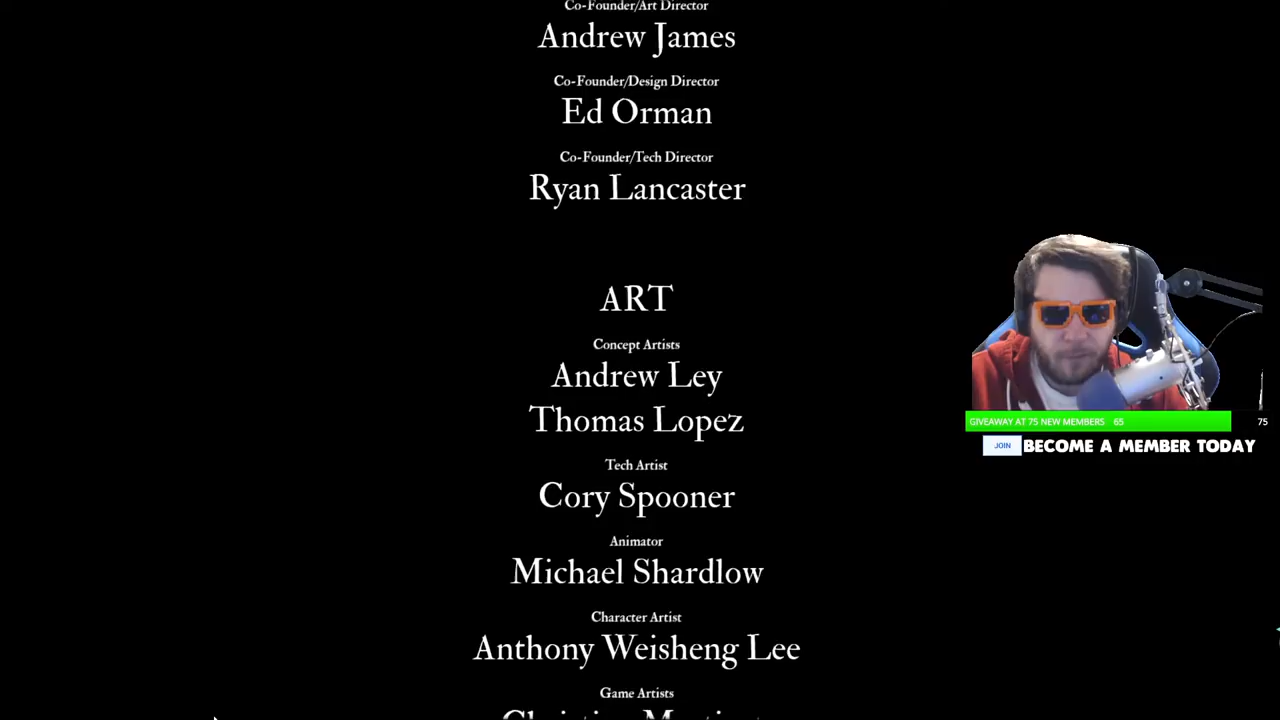 Co-Founder/Art Director
Andrew James
Co-Founder/Design Director
Ed Orman
Co-Founder/Tech Director
Ryan Lancaster
ART
Concept Artists
Andrew Ley
Thomas Lopez
Tech Artist
Cory Spooner
Animator
Michael Shardlow
Character Artist
Anthony Weisheng Lee
Game Artists
GIVEAWAY AT 75 NEW MEMBERS 65 75
JOIN BECOME A MEMBER TODAY